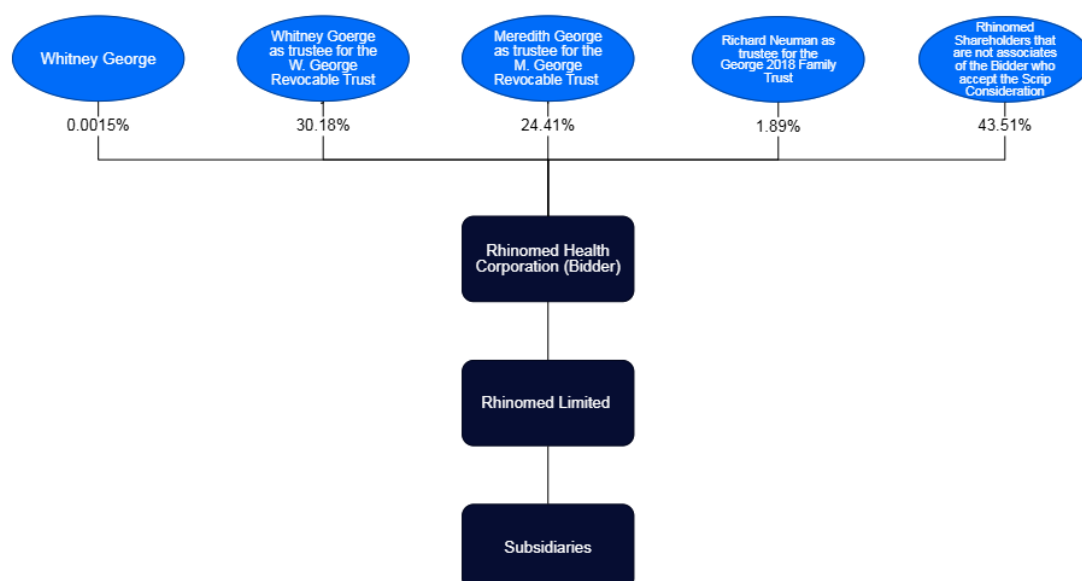 Whitney George
Whitney Goerge
as trustee for the
W. George
Revocable Trust
Meredith George
as trustee for the
M. George
Revocable Trust
Richard Neuman as
trustee for the
George 2018 Family
Trust
Rhinomed
Shareholders that
are not associates
of the Bidder who
accept the Scrip
Consideration
0.0015%
30.18%
24.41%
1.89%
43.51%
Rhinomed Health
Corporation (Bidder)
Rhinomed Limited
Subsidiaries